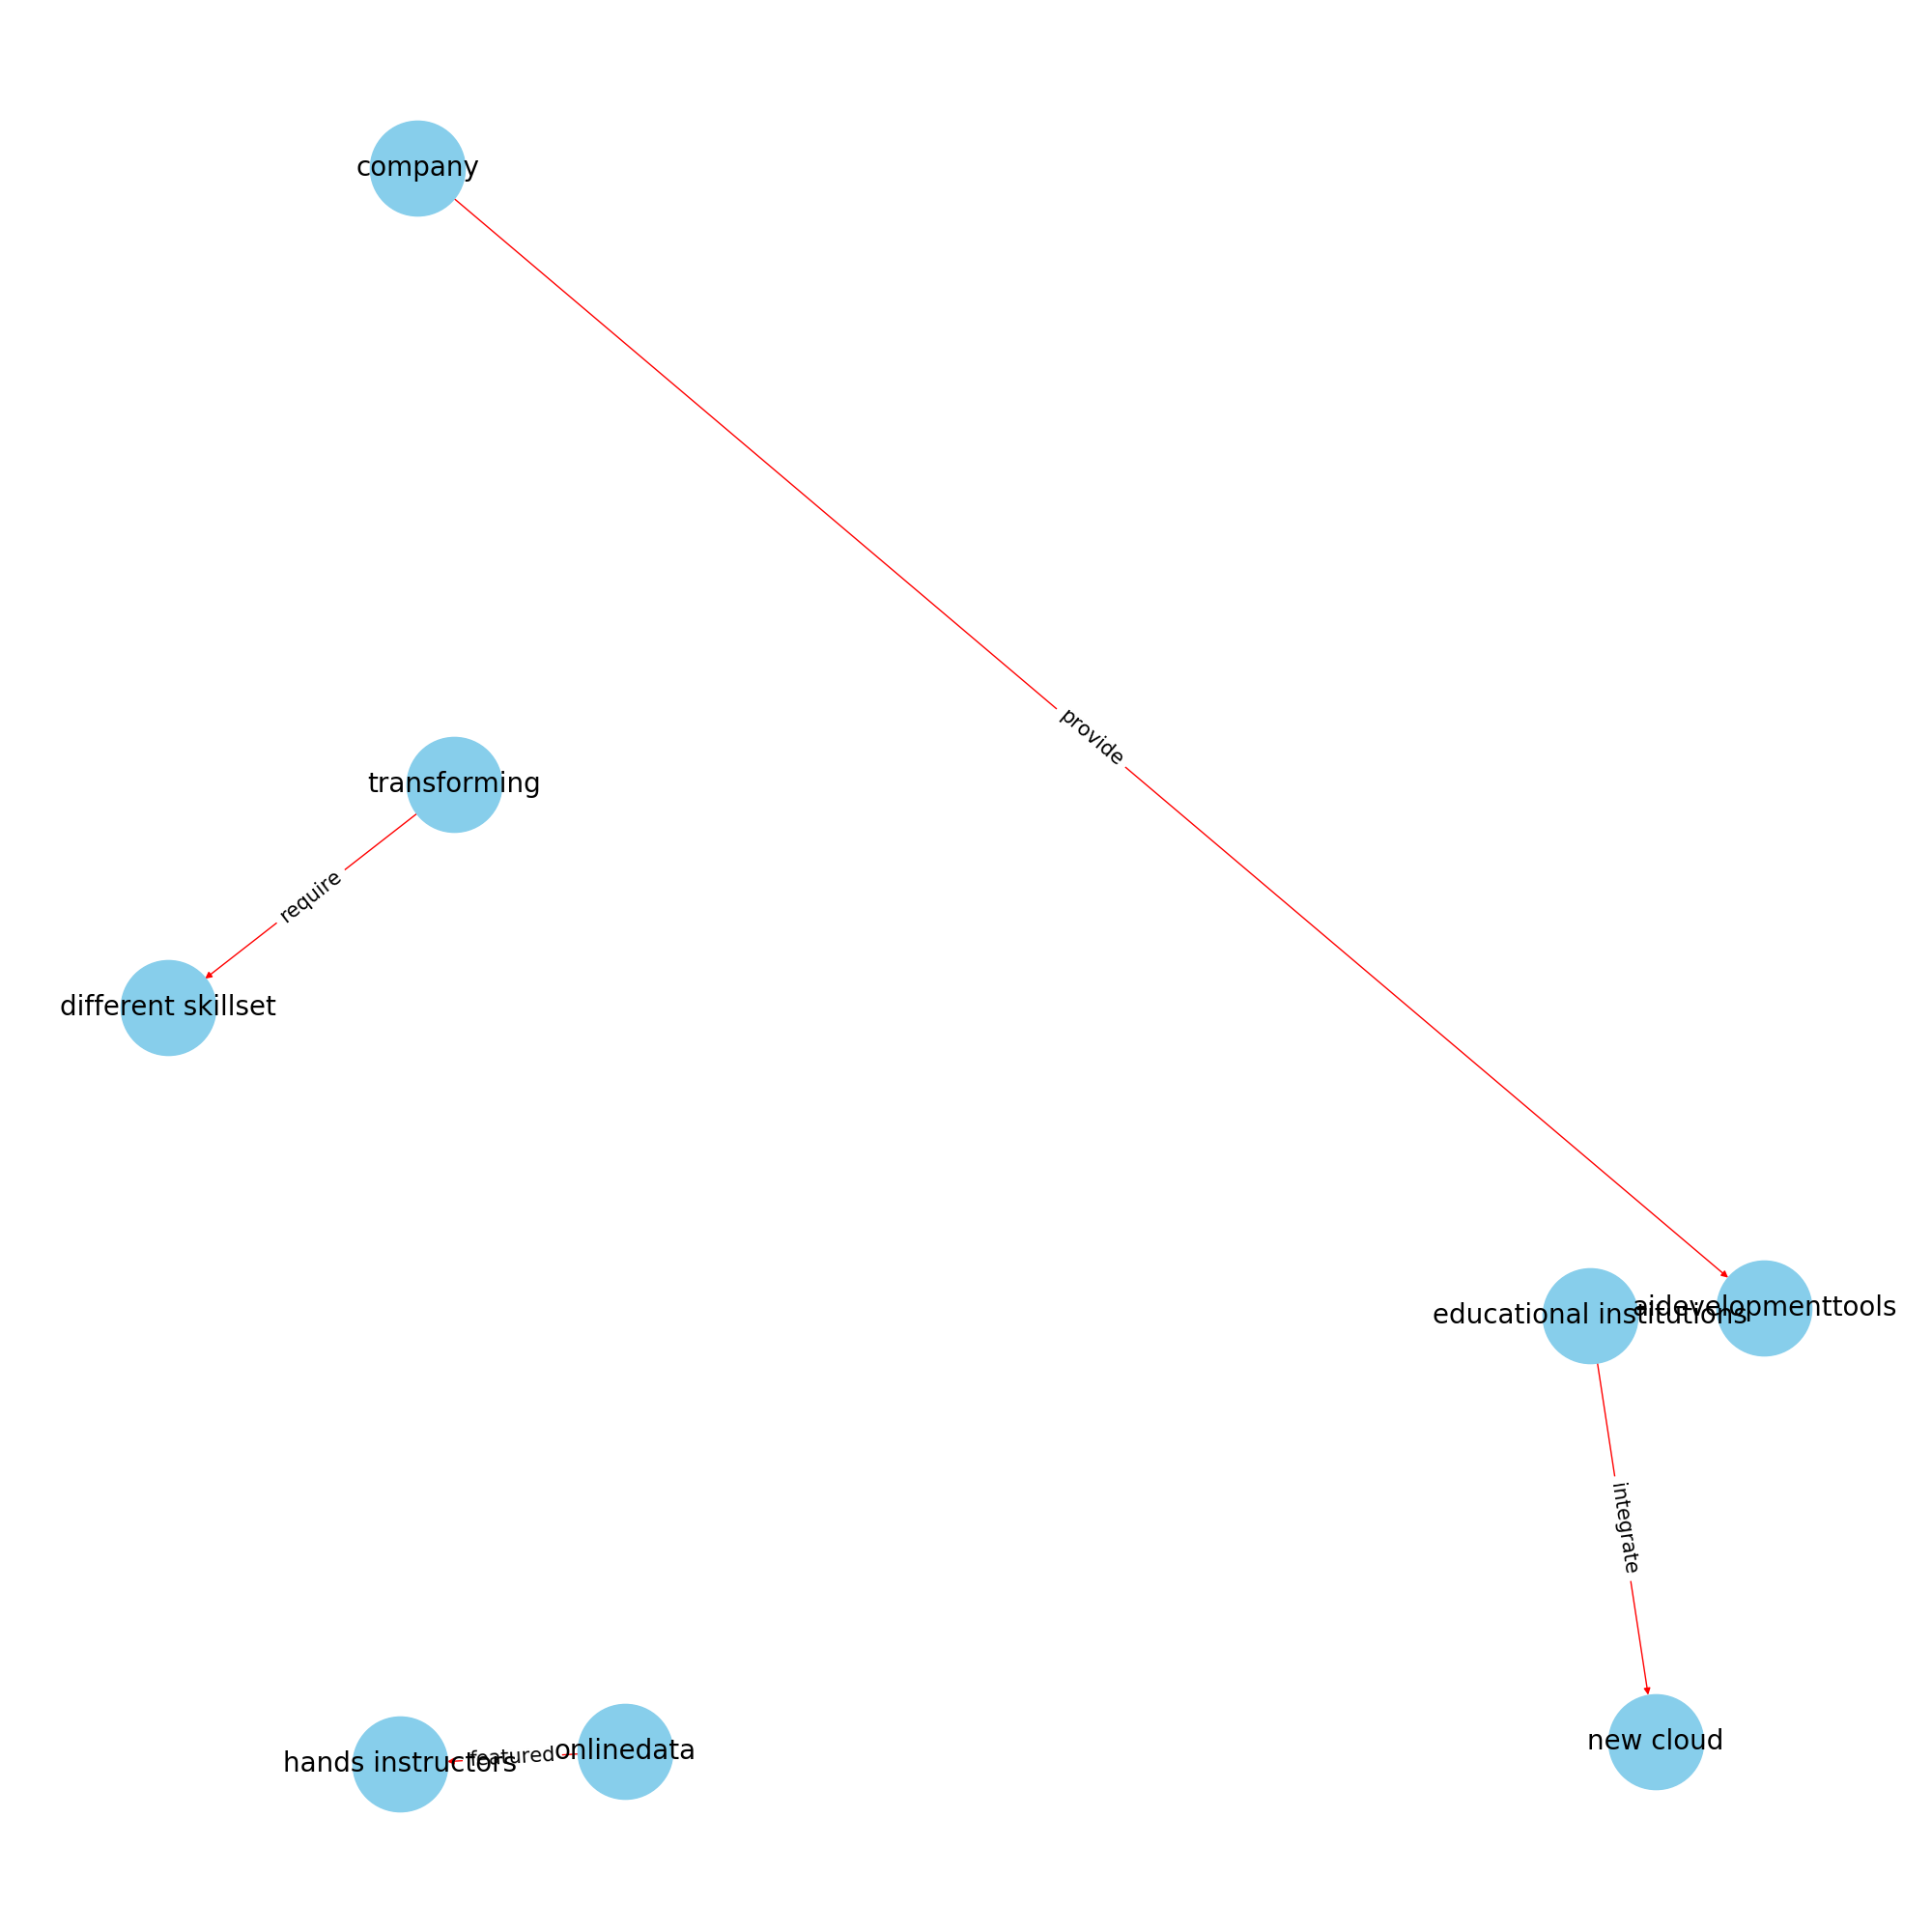 company
provide
transforming
require
different skillset
aidevelopmenttools
educational institutions
integrate
new cloud
onlinedata
featured
hands instructors